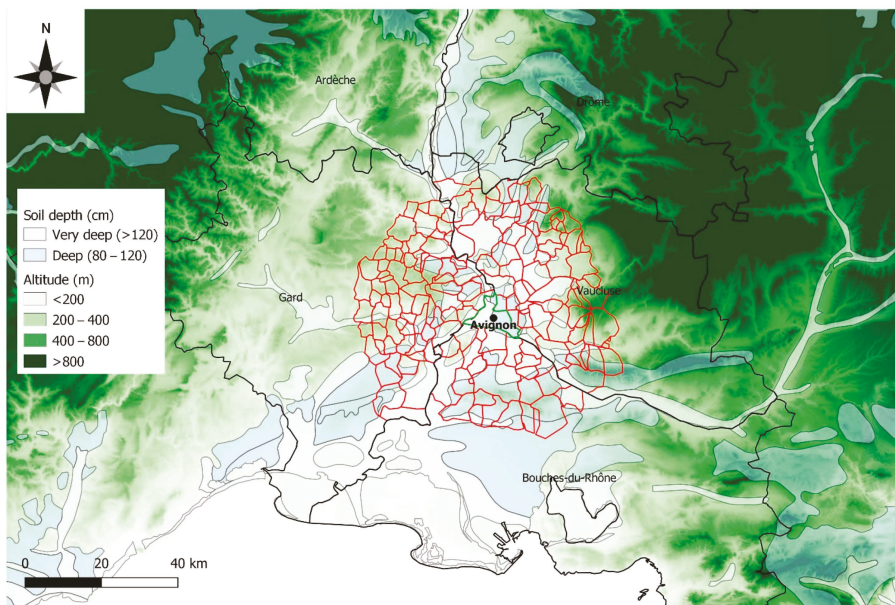 N
Ardèche
Drôme
Soil depth (cm)
Very deep (>120)
Deep (80 – 120)
Altitude (m)
<200
200 – 400
400 – 800
>800
Gard
Vaucluse
Avignon
Bouches-du-Rhône
0 20 40 km